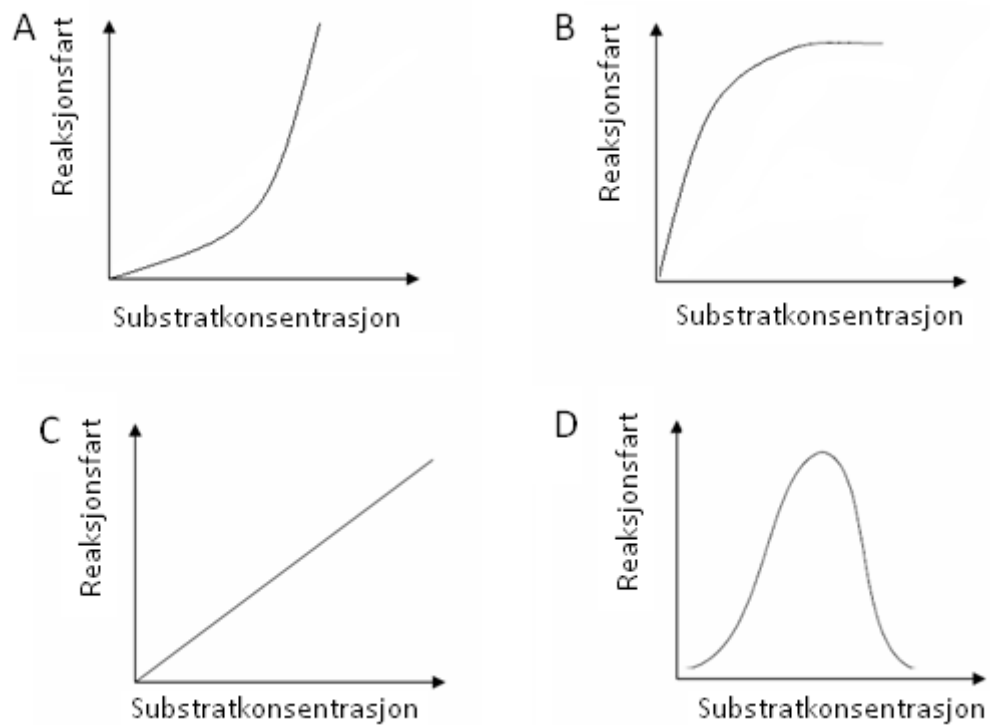 A
Reaksjonsfart
Substratkonsentrasjon
B
Reaksjonsfart
Substratkonsentrasjon
C
Reaksjonsfart
Substratkonsentrasjon
D
Reaksjonsfart
Substratkonsentrasjon